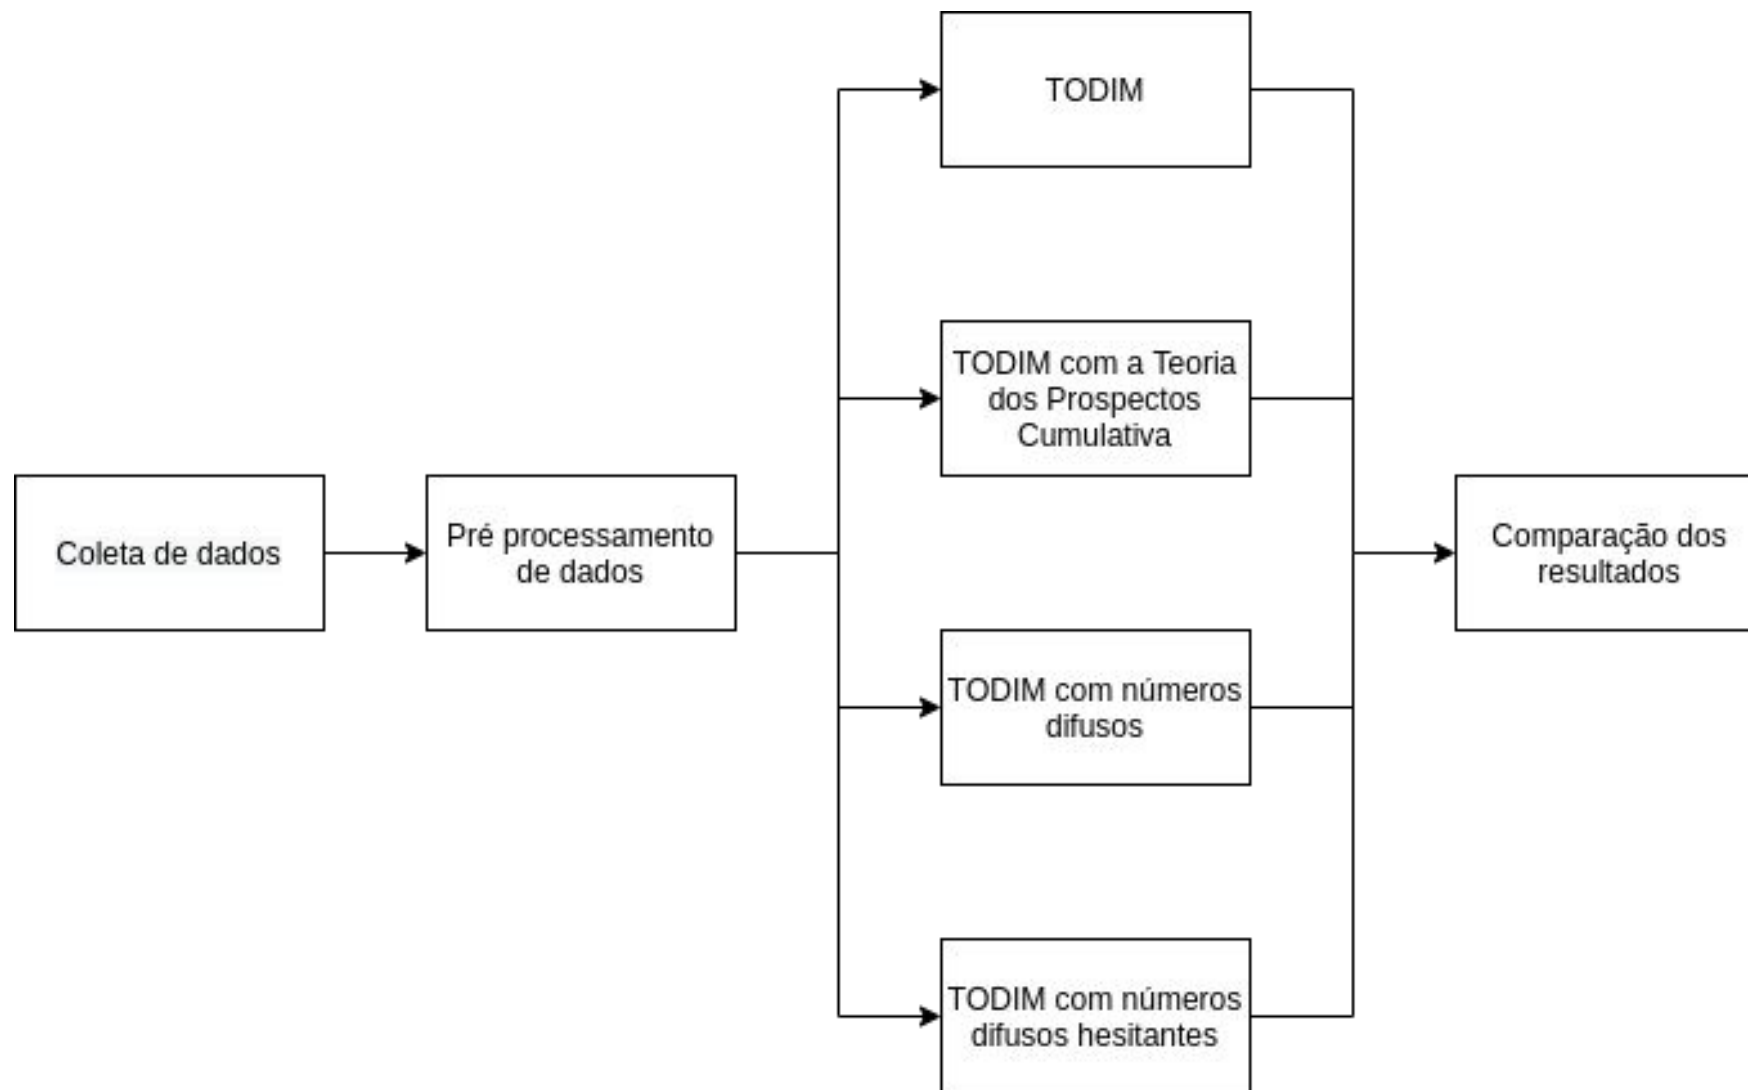 Coleta de dados
Pré processamento
de dados
TODIM
TODIM com a Teoria
dos Prospectos
Cumulativa
TODIM com números
difusos
TODIM com números
difusos hesitantes
Comparação dos
resultados